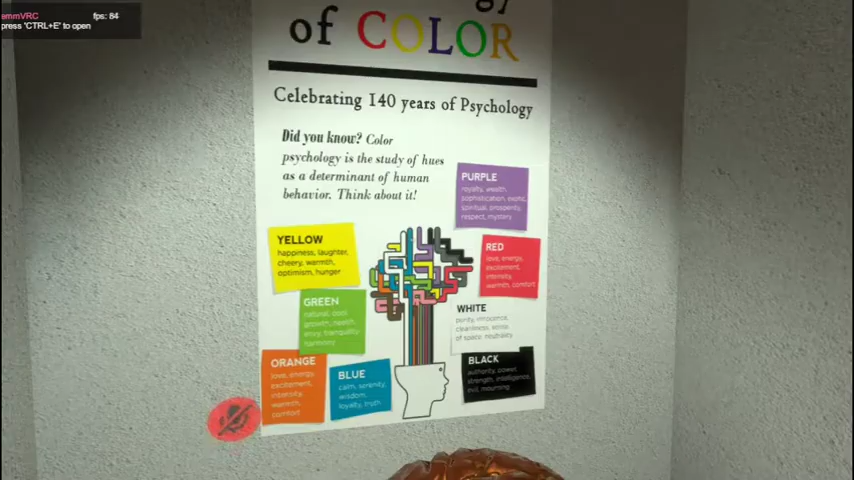 emmVRC
fps: 84
press 'CTRL+E' to open
of COLOR
Celebrating 140 years of Psychology
Did you know? Color
psychology is the study of hues
as a determinant of human
behavior. Think about it!
PURPLE
royalty, wealth,
sophistication, exotic,
spiritual, prosperity,
respect, mystery
YELLOW
happiness, laughter,
cheery, warmth,
optimism, hunger
RED
love, energy,
excitement,
intensity,
warmth, comfort
GREEN
natural, cool,
growth, health,
envy, tranquility
harmony
WHITE
purity, innocence,
cleanliness, sense
of space, neutrality
ORANGE
love, energy,
excitement,
intensity,
warmth,
comfort
BLUE
calm, serenity,
wisdom,
loyalty, truth
BLACK
authority, power,
strength, intelligence,
evil, mourning